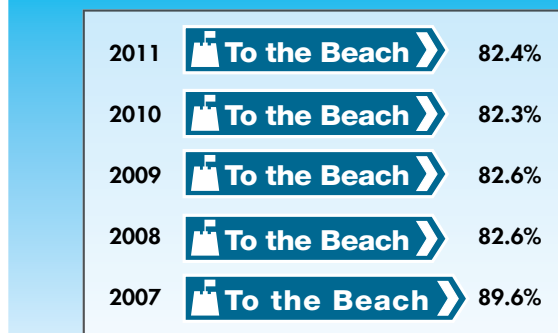 2011 To the Beach 82.4%
2010 To the Beach 82.3%
2009 To the Beach 82.6%
2008 To the Beach 82.6%
2007 To the Beach 89.6%